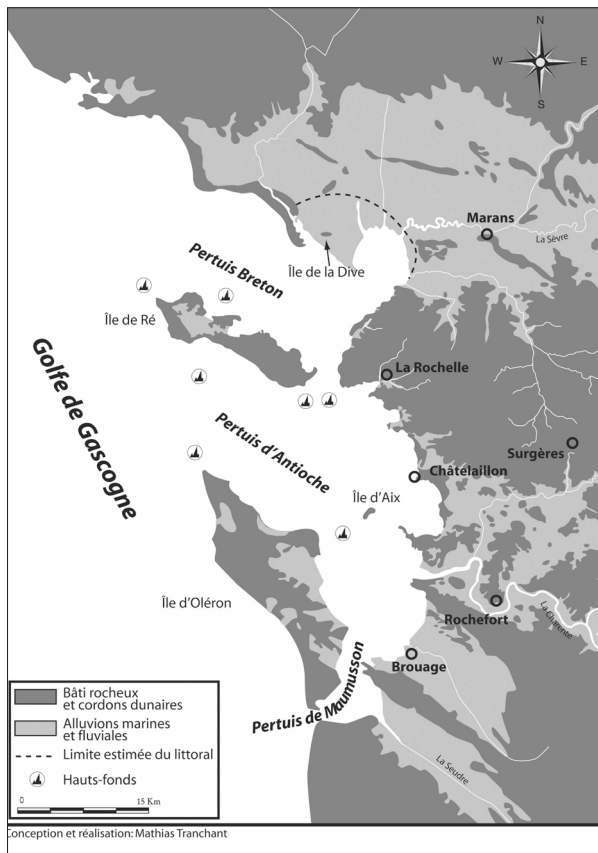 N
W E
S
Marans
La Sèvre
Île de la Dive
Pertuis Breton
Île de Ré
La Rochelle
Golfe de Gascogne
Surgères
Pertuis d'Antioche
Châtelaillon
Île d'Aix
Île d'Oléron
Rochefort
La Charente
Brouage
Pertuis de Maumusson
La Seudre
Bâti rocheux
et cordons dunaires
Alluvions marines
et fluviales
Limite estimée du littoral
Hauts-fonds
0 15 Km
Conception et réalisation: Mathias Tranchant